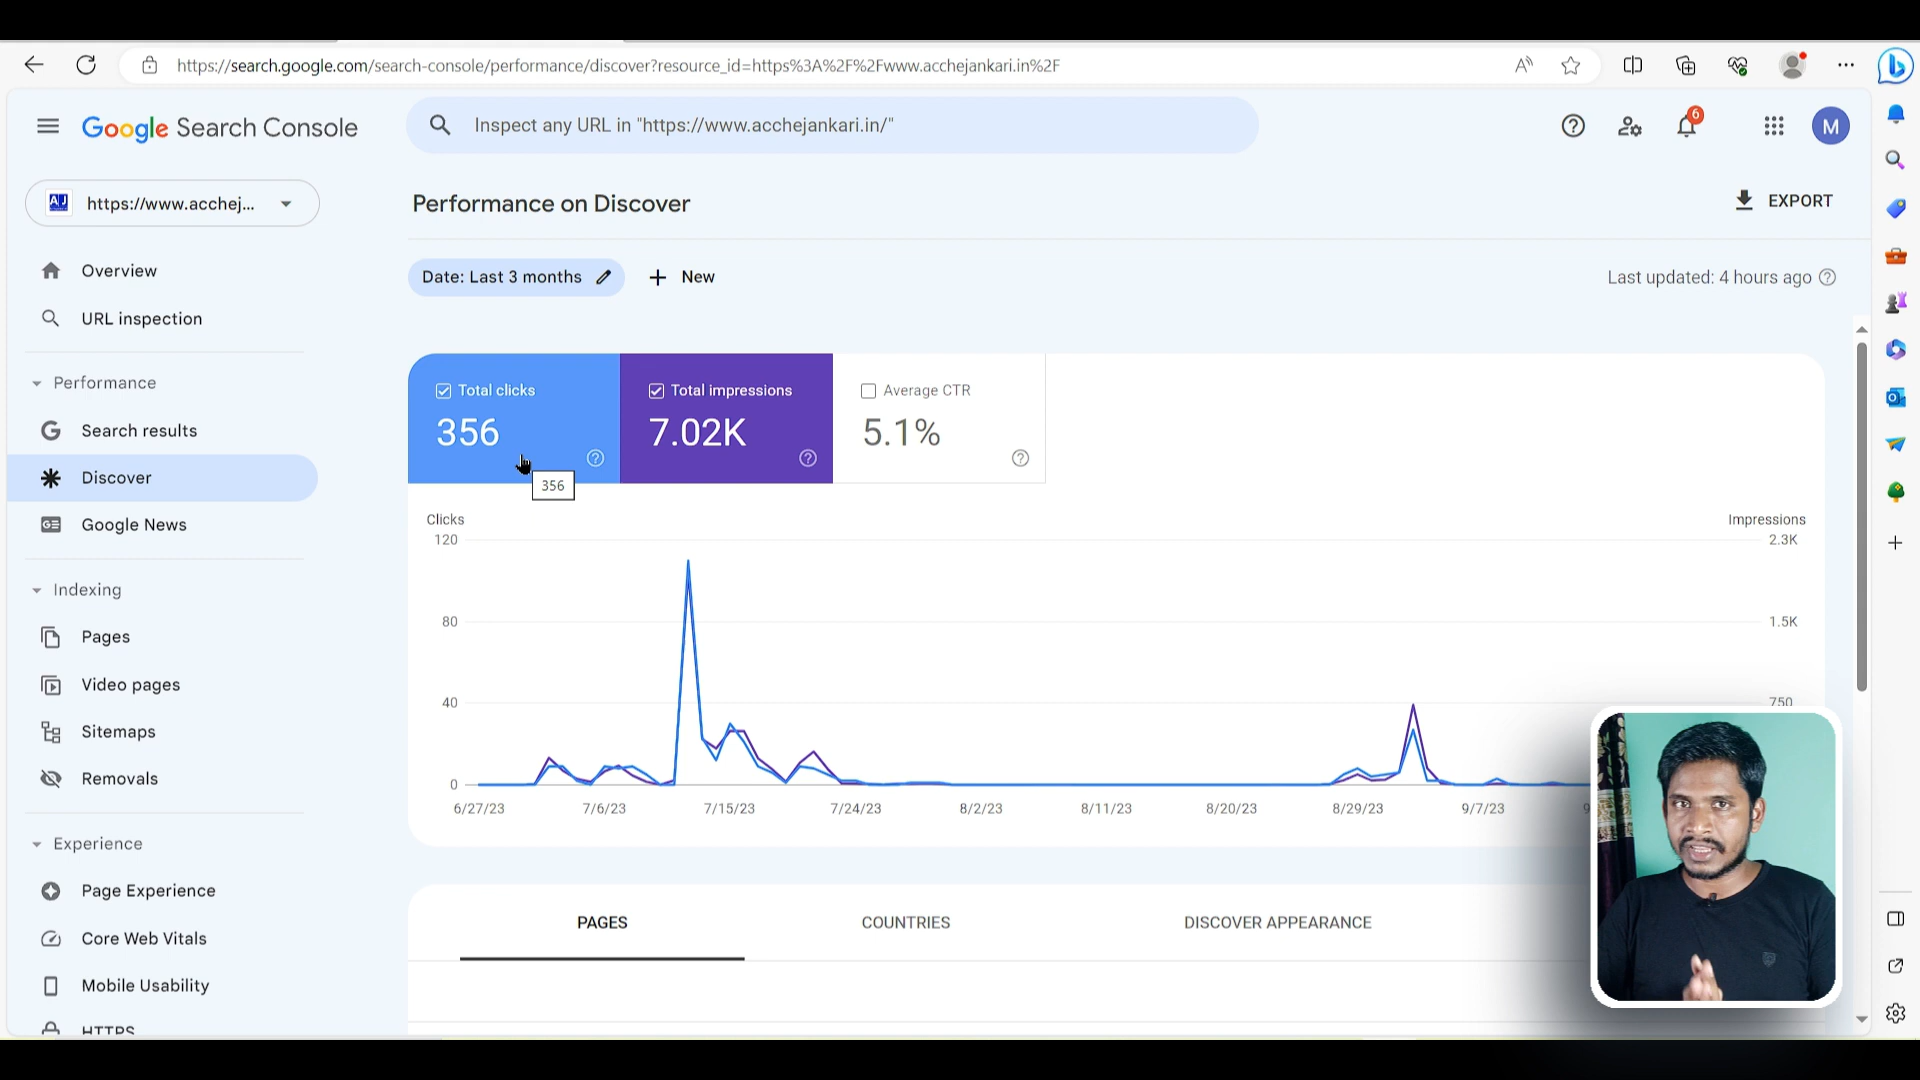 https://search.google.com/search-console/performance/discover?resource_id=https%3A%2F%2Fwww.acchejankari.in%2F
Google Search Console
Inspect any URL in "https://www.acchejankari.in/"
6
M
AJ
https://www.acchej...
Performance on Discover
EXPORT
Overview
Date: Last 3 months
New
Last updated: 4 hours ago
URL inspection
Performance
Total clicks
Total impressions
Average CTR
Search results
356
7.02K
5.1%
Discover
356
Google News
Clicks
Impressions
120
2.3K
Indexing
80
1.5K
Pages
Video pages
40
750
Sitemaps
Removals
0
6/27/23
7/6/23
7/15/23
7/24/23
8/2/23
8/11/23
8/20/23
8/29/23
9/7/23
Experience
Page Experience
PAGES
COUNTRIES
DISCOVER APPEARANCE
Core Web Vitals
Mobile Usability
HTTPS